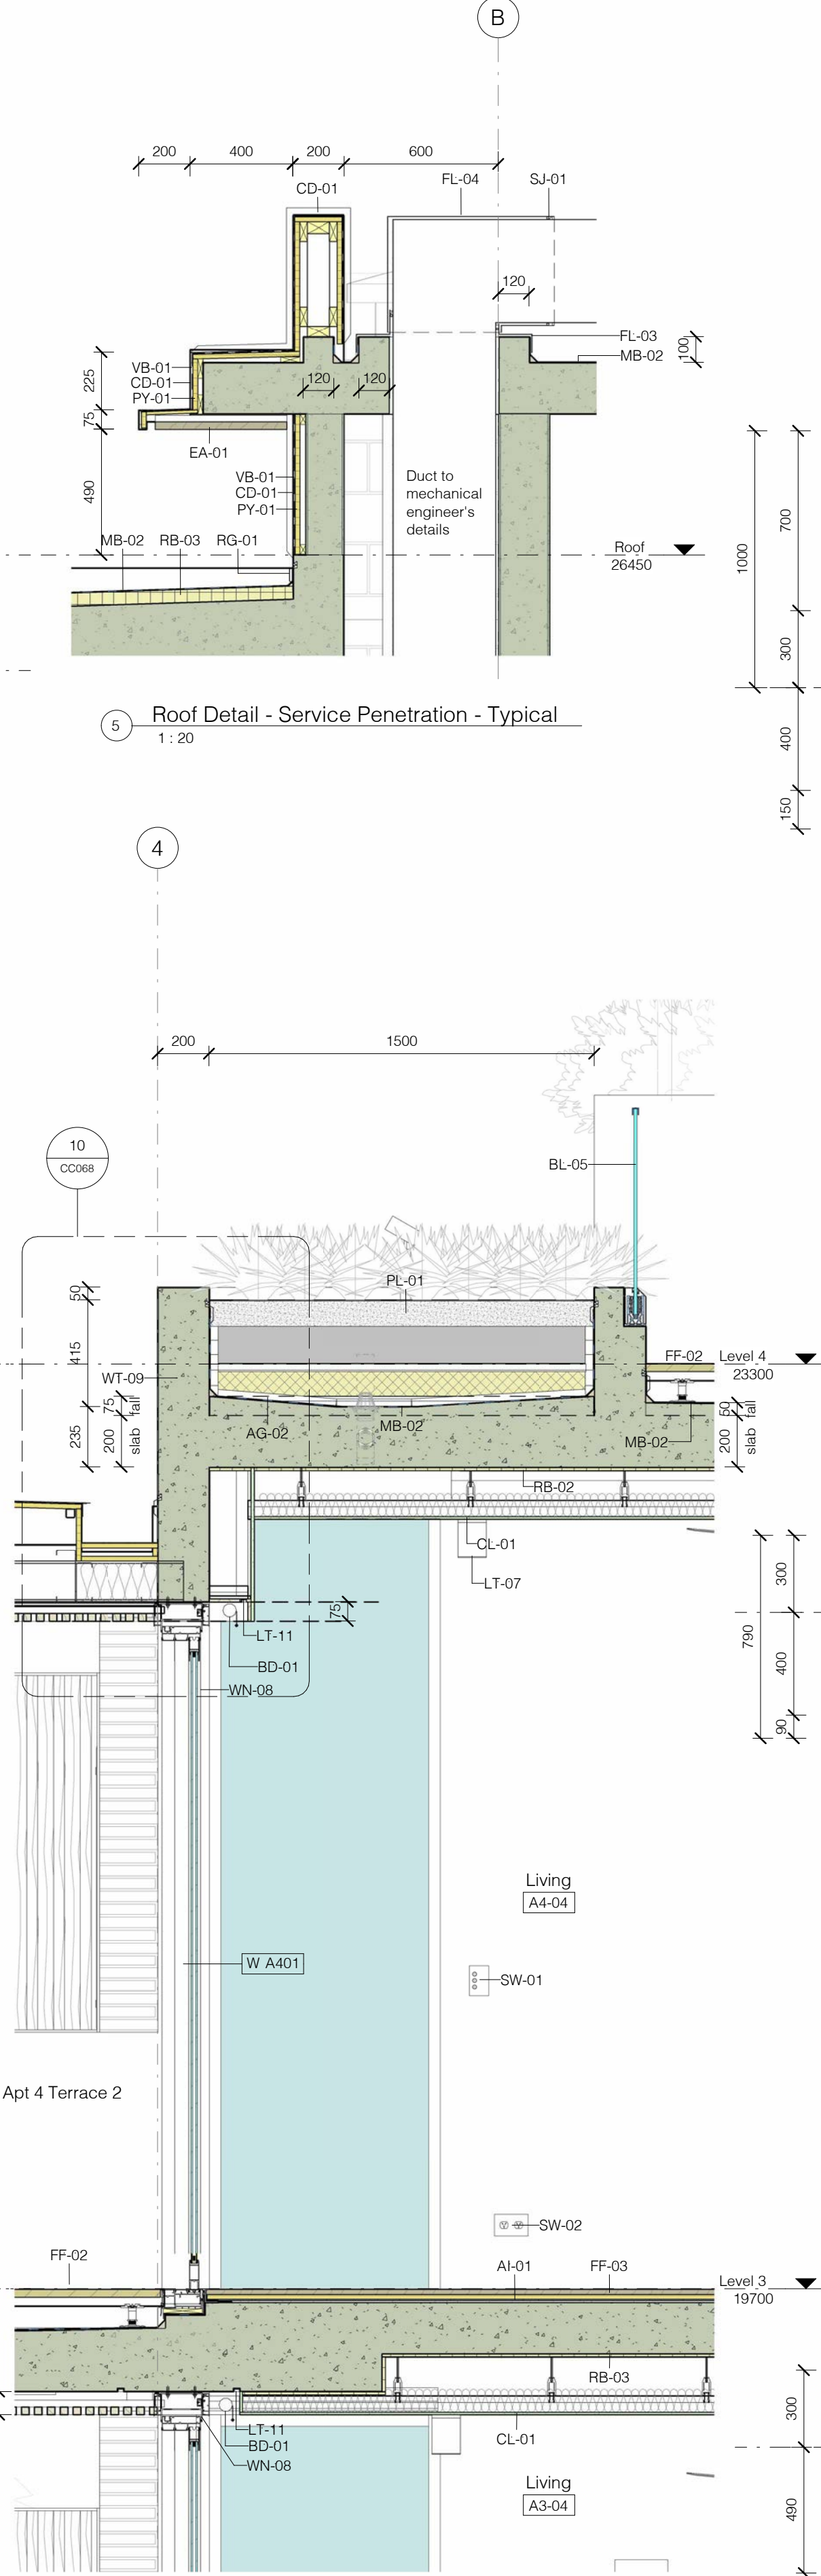 B
200 400 200 600
CD-01 FL-04 SJ-01
120
FL-03
MB-02
100
225
75
490
VB-01
CD-01
PY-01
120 120
EA-01
VB-01
CD-01
PY-01
Duct to
mechanical
engineer's
details
MB-02 RB-03 RG-01
Roof
26450
1000
700
300
400
150
5 Roof Detail - Service Penetration - Typical
1 : 20
4
200 1500
10
CC068
BL-05
PL-01
50
415
235
75 fall
200 slab
WT-09
FF-02
Level 4
23300
AG-02
MB-02
MB-02
50 fall
200 slab
RB-02
CL-01
LT-07
75
LT-11
BD-01
WN-08
300
790
400
90
Living
A4-04
W A401
SW-01
Apt 4 Terrace 2
SW-02
FF-02
AI-01 FF-03
Level 3
19700
RB-03
LT-11
BD-01
WN-08
CL-01
300
490
Living
A3-04